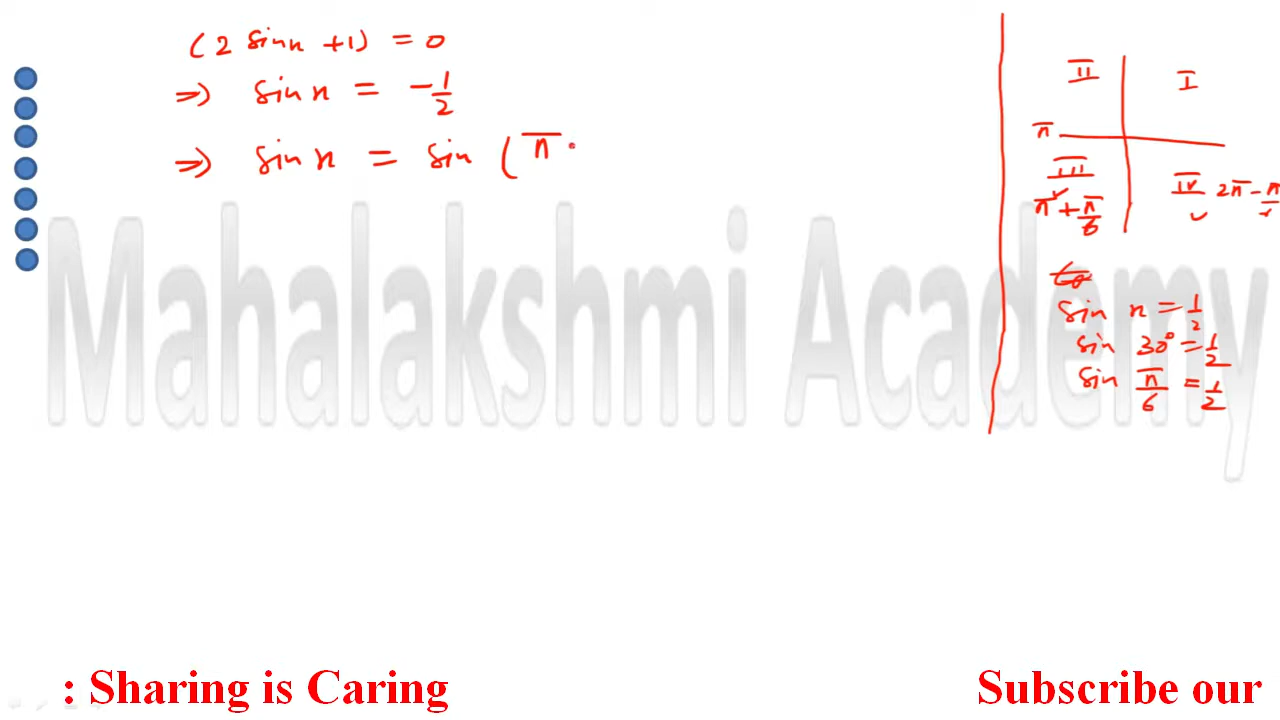 (2 sinx +1) = 0
⇒ sin x = -1/2
⇒ sin x = sin (π
II
I
π
III
IV 2π - π/
π + π/6
sin x = 1/2
sin 30° = 1/2
sin π/6 = 1/2
Mahalakshmi Academy
: Sharing is Caring
Subscribe our